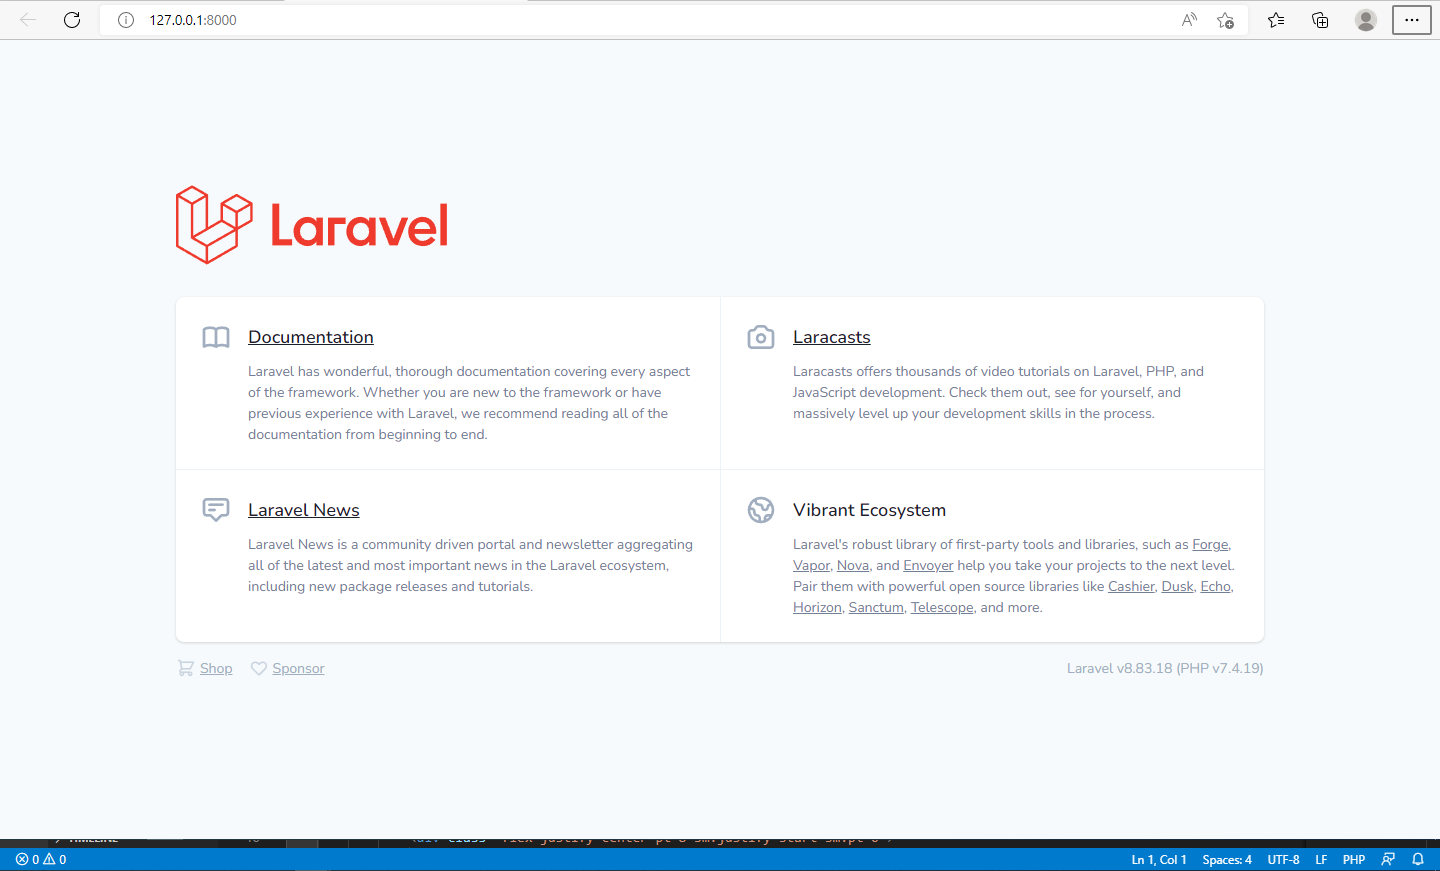 127.0.0.1:8000
Laravel
Documentation
Laravel has wonderful, thorough documentation covering every aspect
of the framework. Whether you are new to the framework or have
previous experience with Laravel, we recommend reading all of the
documentation from beginning to end.
Laracasts
Laracasts offers thousands of video tutorials on Laravel, PHP, and
JavaScript development. Check them out, see for yourself, and
massively level up your development skills in the process.
Laravel News
Laravel News is a community driven portal and newsletter aggregating
all of the latest and most important news in the Laravel ecosystem,
including new package releases and tutorials.
Vibrant Ecosystem
Laravel's robust library of first-party tools and libraries, such as Forge,
Vapor, Nova, and Envoyer help you take your projects to the next level.
Pair them with powerful open source libraries like Cashier, Dusk, Echo,
Horizon, Sanctum, Telescope, and more.
Shop Sponsor
Laravel v8.83.18 (PHP v7.4.19)
TIMELINE
0 0 Ln 1, Col 1 Spaces: 4 UTF-8 LF PHP